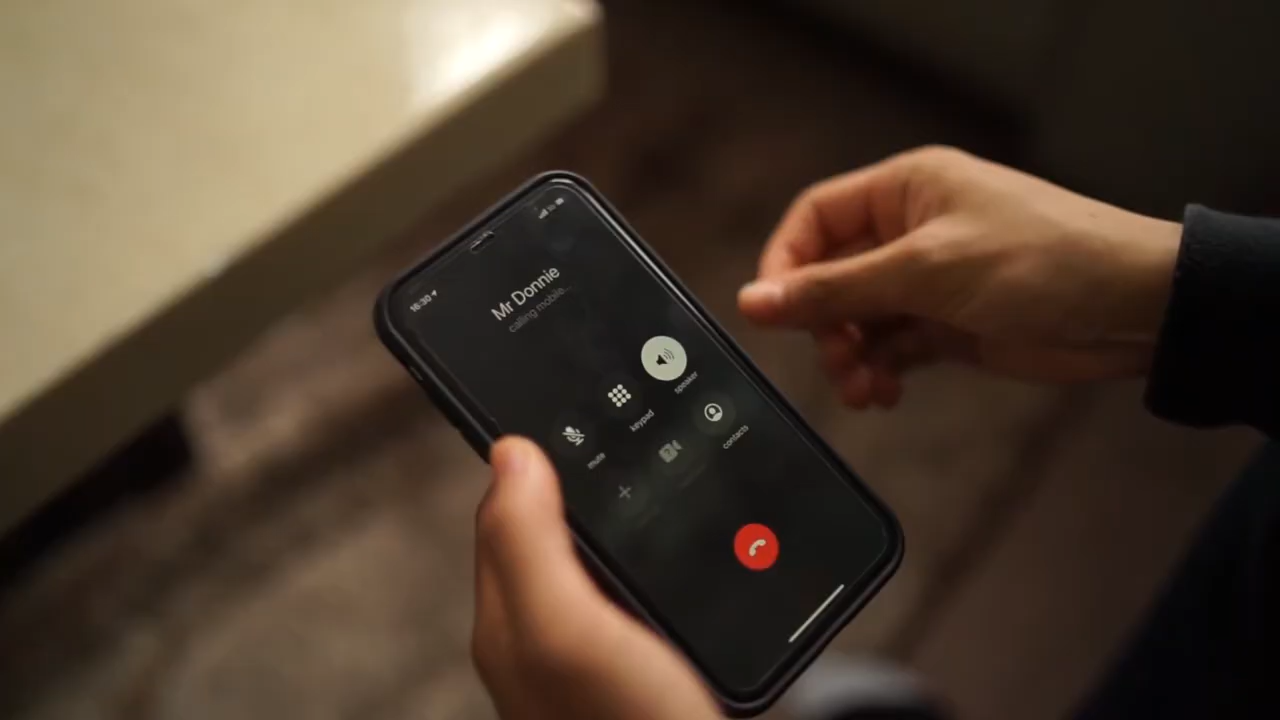 16:30
Mr Donnie
calling mobile...
mute
keypad
speaker
contacts